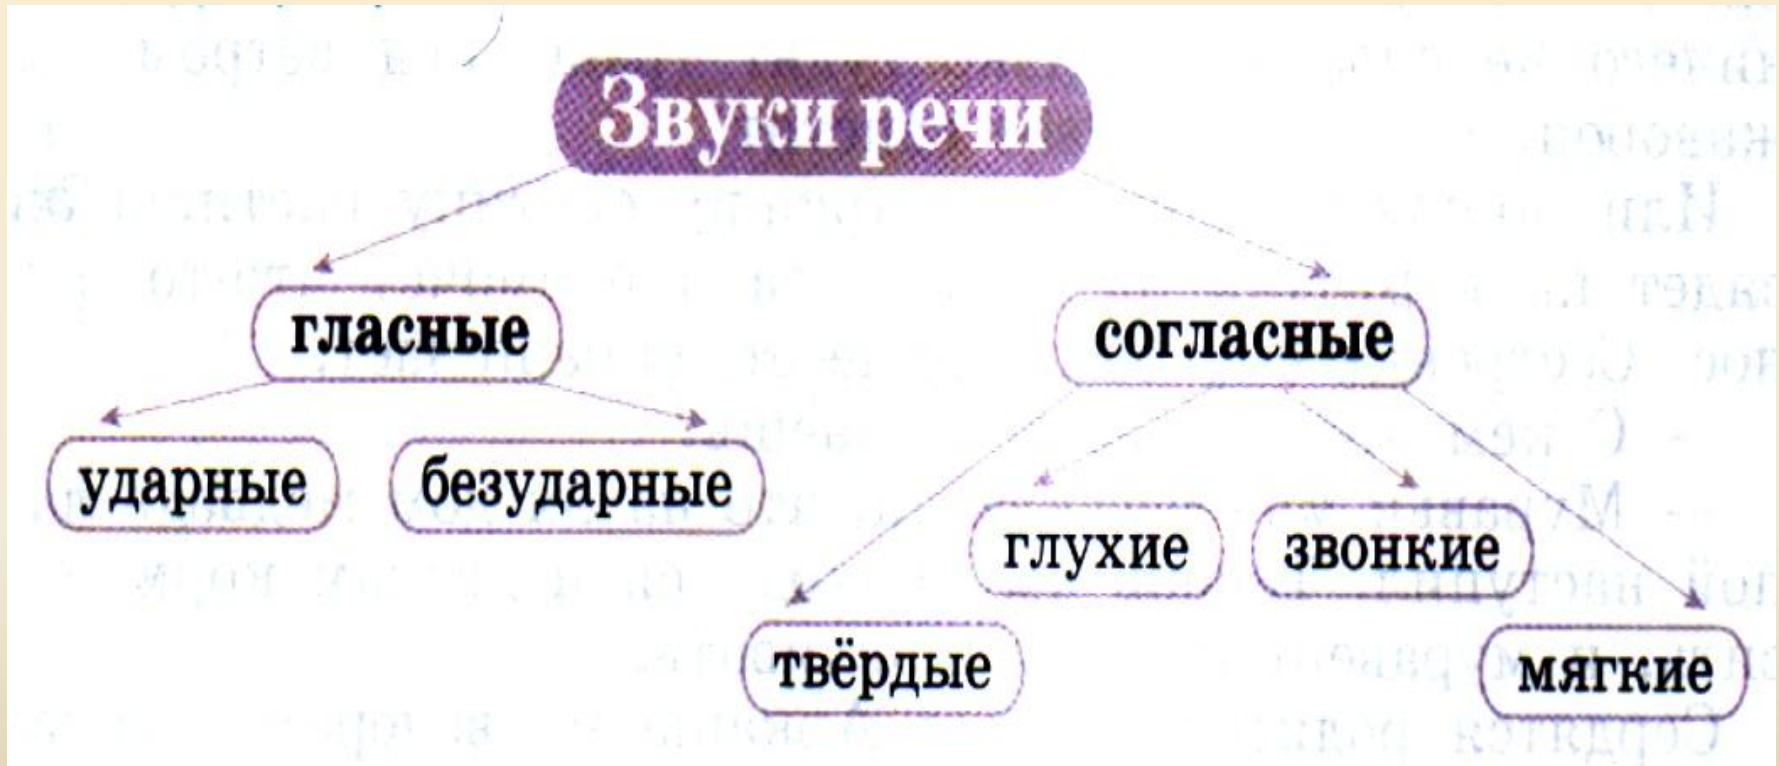 Звуки речи
гласные
согласные
ударные
безударные
глухие
звонкие
твёрдые
мягкие